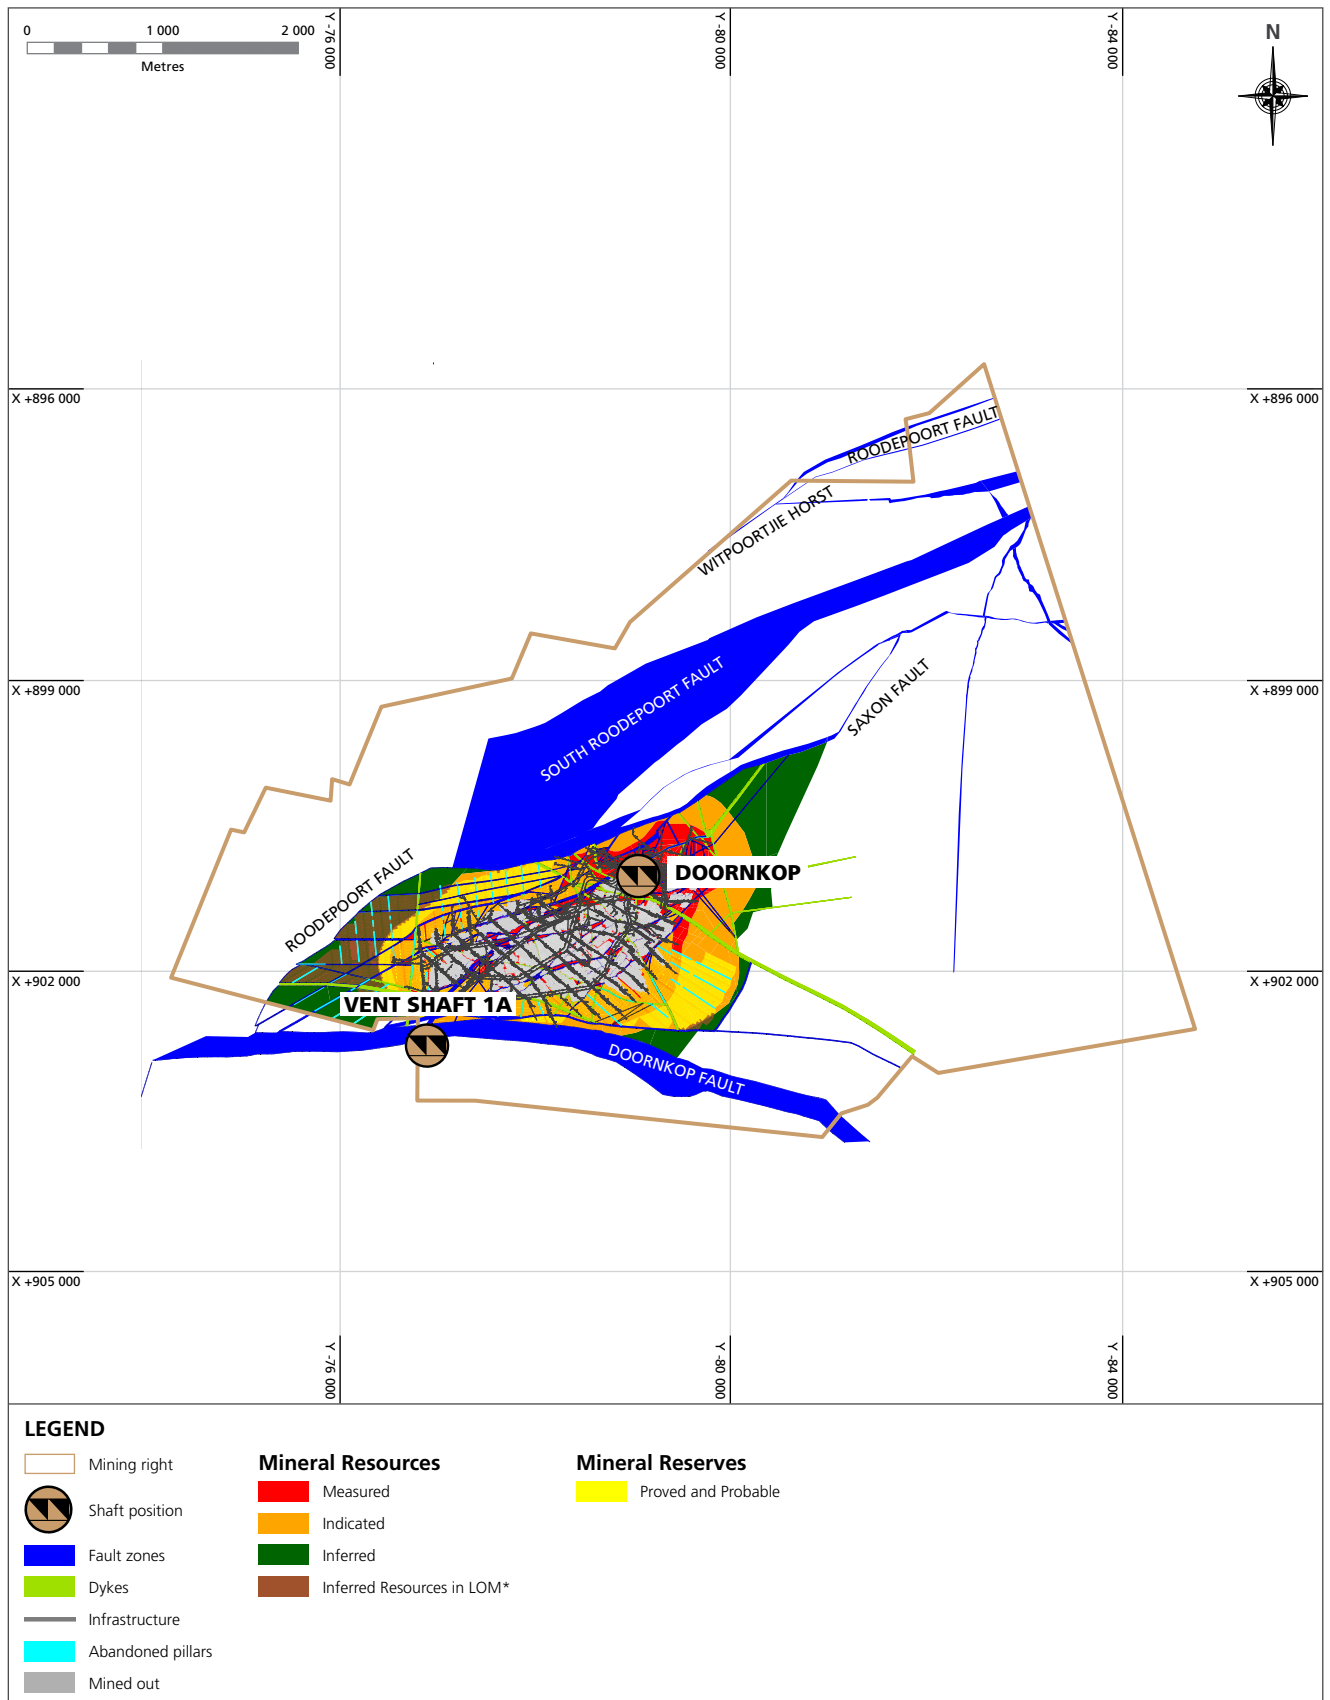 0 1 000 2 000
Metres
Y -76 000
Y -80 000
Y -84 000
N
X +896 000
X +896 000
ROODEPOORT FAULT
WITPOORTJIE HORST
X +899 000
X +899 000
SOUTH ROODEPOORT FAULT
SAXON FAULT
ROODEPOORT FAULT
DOORNKOP
X +902 000
X +902 000
VENT SHAFT 1A
DOORNKOP FAULT
X +905 000
X +905 000
Y -76 000
Y -80 000
Y -84 000
LEGEND
Mining right
Shaft position
Fault zones
Dykes
Infrastructure
Abandoned pillars
Mined out
Mineral Resources
Measured
Indicated
Inferred
Inferred Resources in LOM*
Mineral Reserves
Proved and Probable